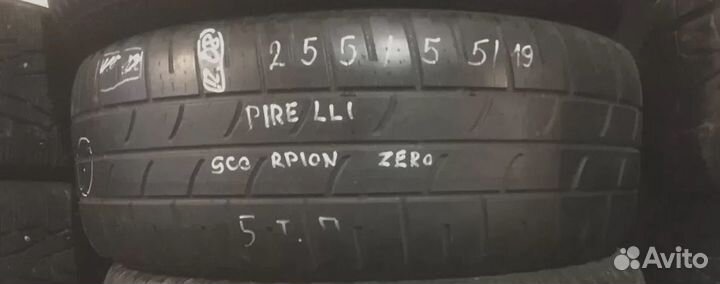 255/55/19
PIRELLI
SCORPION ZERO
5 т. П
Avito